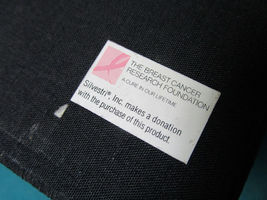 THE BREAST CANCER
RESEARCH FOUNDATION
A CURE IN OUR LIFETIME
Silvestri®, Inc. makes a donation
with the purchase of this product.